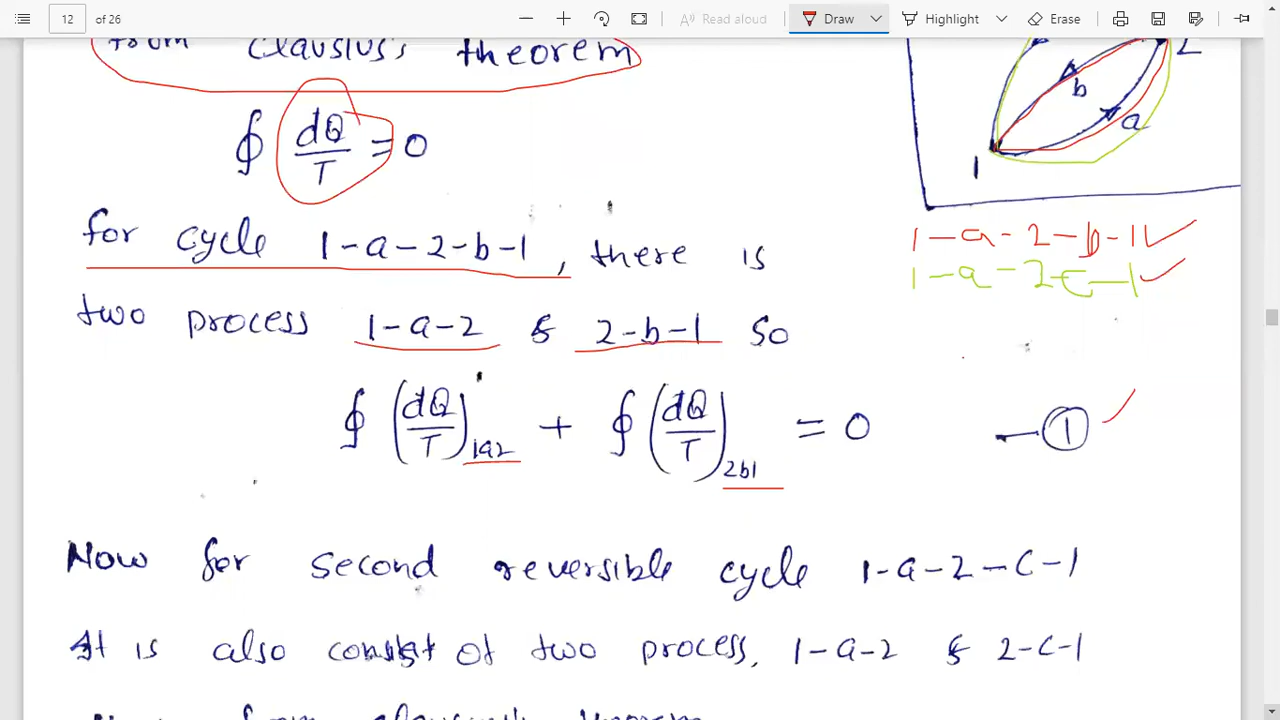 12 of 26 Read aloud Draw Highlight Erase
from Clausius's theorem
∮ dQ/T = 0
2
b
a
1
1-a-2-b-1
for cycle 1-a-2-b-1, there is
1-a-2-c-1
two process 1-a-2 & 2-b-1 so
∮ (dQ/T)1a2 + ∮ (dQ/T)2b1 = 0 —①
Now for second reversible cycle 1-a-2-c-1
It is also consist of two process, 1-a-2 & 2-c-1
from theorem